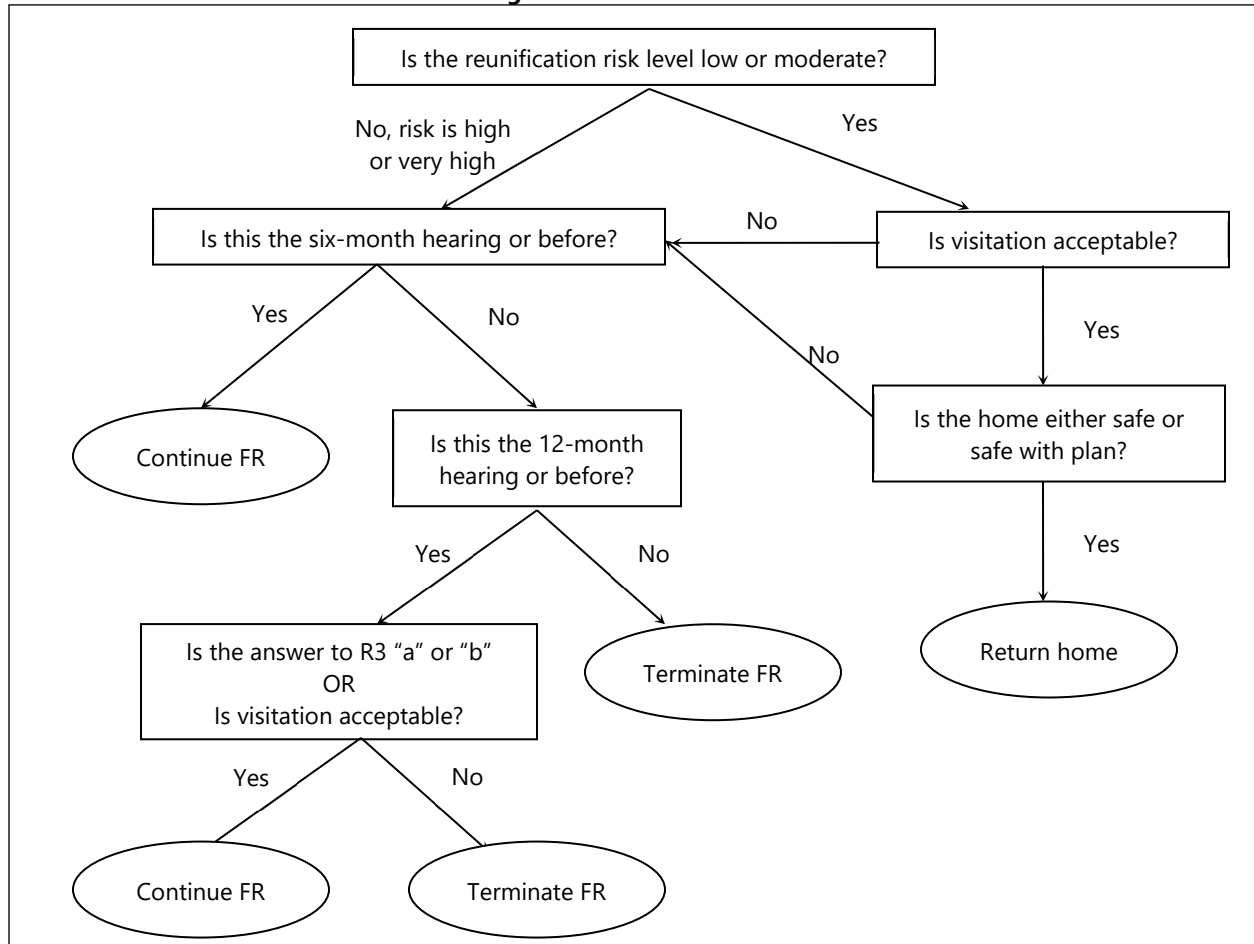 Is the reunification risk level low or moderate?
No, risk is high
or very high
Yes
Is this the six-month hearing or before?
No
Is visitation acceptable?
Yes
No
Yes
No
Continue FR
Is this the 12-month
hearing or before?
Is the home either safe or
safe with plan?
Yes
No
Yes
Is the answer to R3 “a” or “b”
OR
Is visitation acceptable?
Terminate FR
Return home
Yes
No
Continue FR
Terminate FR